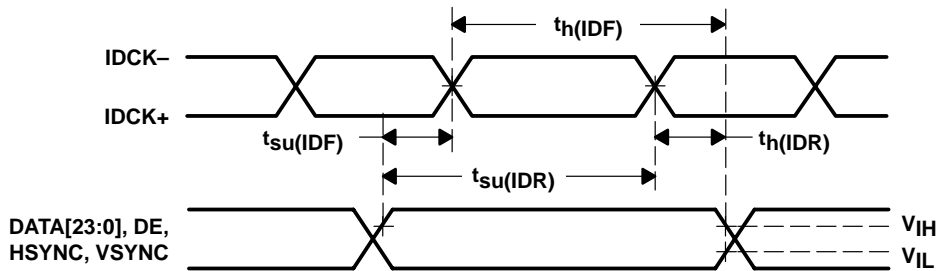 th(IDF)
IDCK–
IDCK+
tsu(IDF)
th(IDR)
tsu(IDR)
DATA[23:0], DE,
HSYNC, VSYNC
VIH
VIL